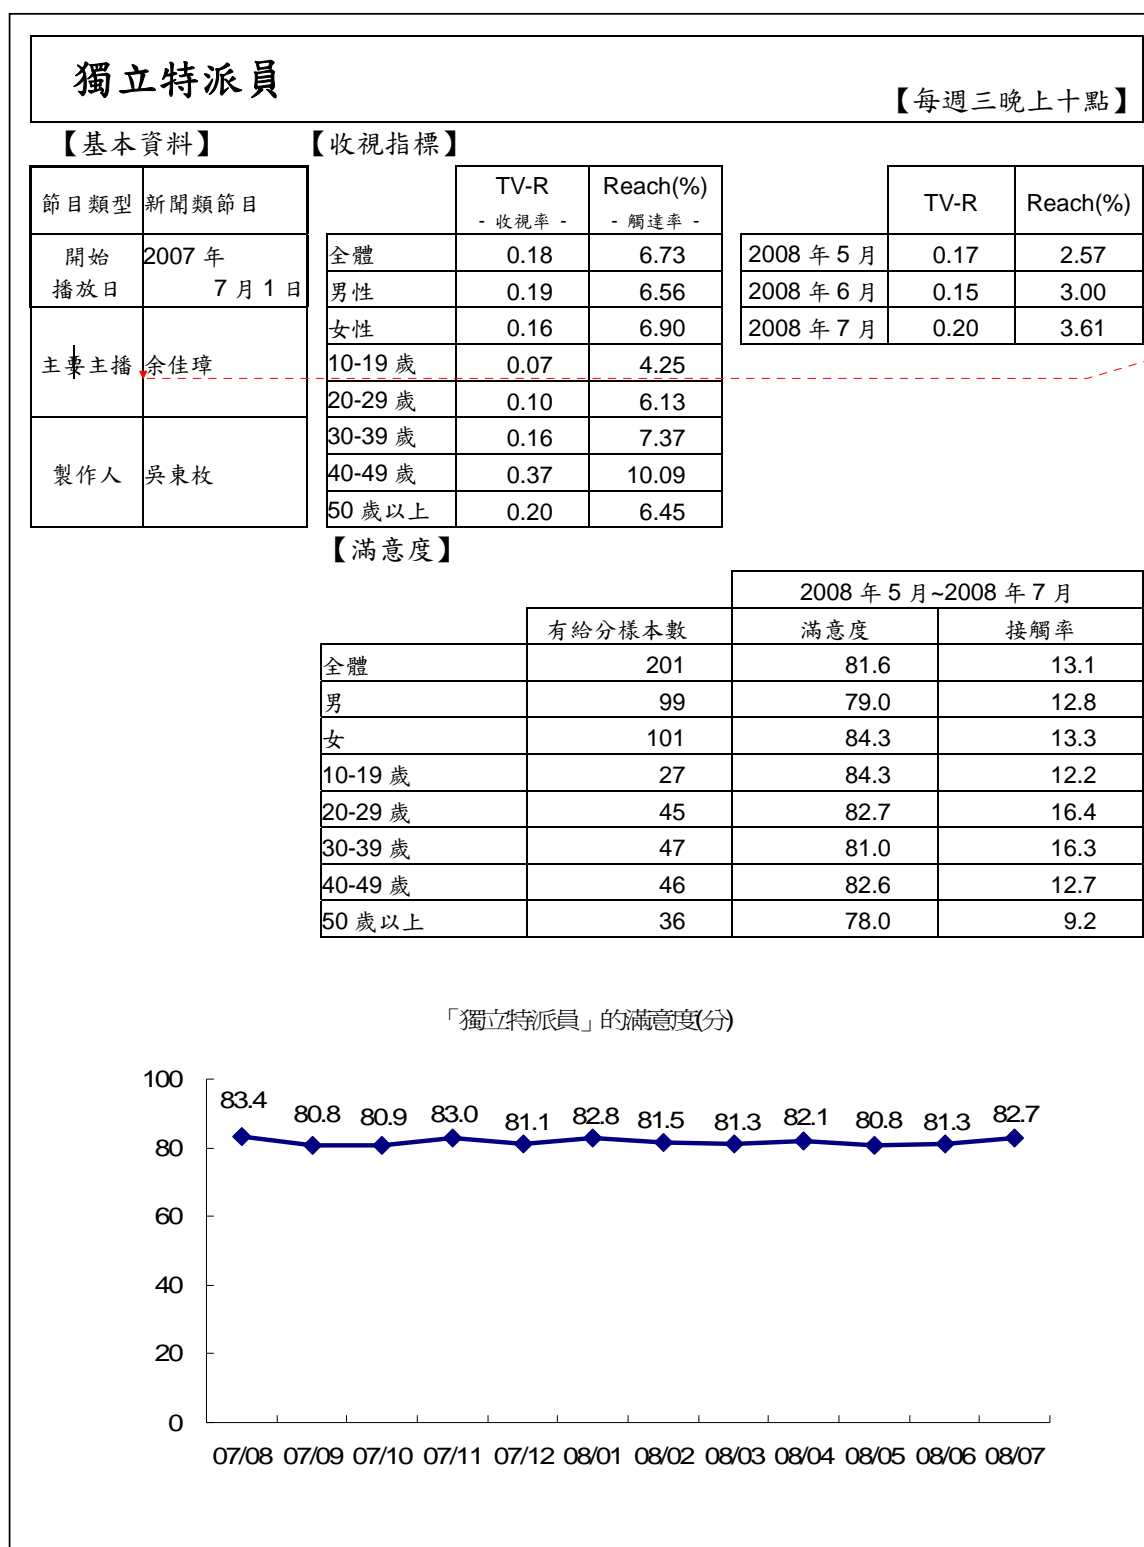 獨立特派員
【每週三晚上十點】
【基本資料】 【收視指標】
節目類型 新聞類節目
開始播放日 2007 年 7 月 1 日
主要主播 余佳璋
製作人 吳東枚
TV-R Reach(%)
- 收視率 - - 觸達率 -
全體 0.18 6.73
男性 0.19 6.56
女性 0.16 6.90
10-19 歲 0.07 4.25
20-29 歲 0.10 6.13
30-39 歲 0.16 7.37
40-49 歲 0.37 10.09
50 歲以上 0.20 6.45
TV-R Reach(%)
2008 年 5 月 0.17 2.57
2008 年 6 月 0.15 3.00
2008 年 7 月 0.20 3.61
【滿意度】
2008 年 5 月~2008 年 7 月
有給分樣本數 滿意度 接觸率
全體 201 81.6 13.1
男 99 79.0 12.8
女 101 84.3 13.3
10-19 歲 27 84.3 12.2
20-29 歲 45 82.7 16.4
30-39 歲 47 81.0 16.3
40-49 歲 46 82.6 12.7
50 歲以上 36 78.0 9.2
「獨立特派員」的滿意度(分)
100
80
60
40
20
0
83.4 80.8 80.9 83.0 81.1 82.8 81.5 81.3 82.1 80.8 81.3 82.7
07/08 07/09 07/10 07/11 07/12 08/01 08/02 08/03 08/04 08/05 08/06 08/07